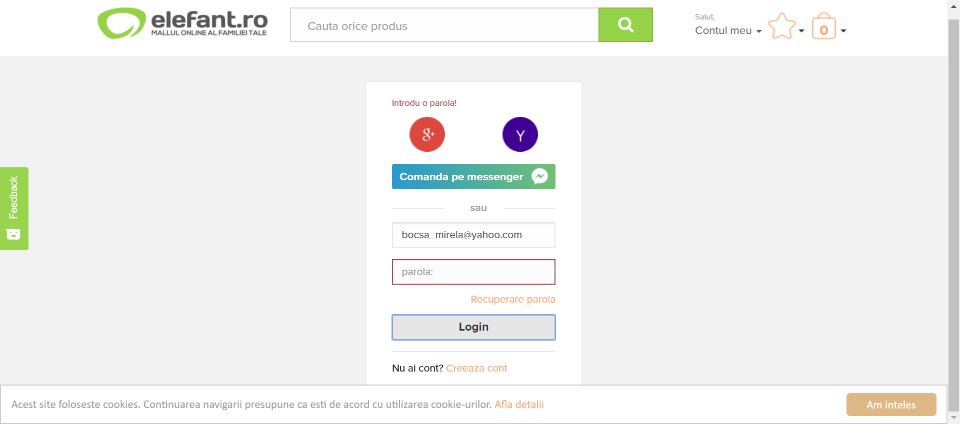 elefant.ro
MALLUL ONLINE AL FAMILIEI TALE
Cauta orice produs
Salut,
Contul meu
0
Introdu o parola!
g+
Y
Comanda pe messenger
sau
bocsa_mirela@yahoo.com
parola:
Recuperare parola
Login
Nu ai cont? Creeaza cont
Feedback
Acest site foloseste cookies. Continuarea navigarii presupune ca esti de acord cu utilizarea cookie-urilor. Afla detalii
Am inteles